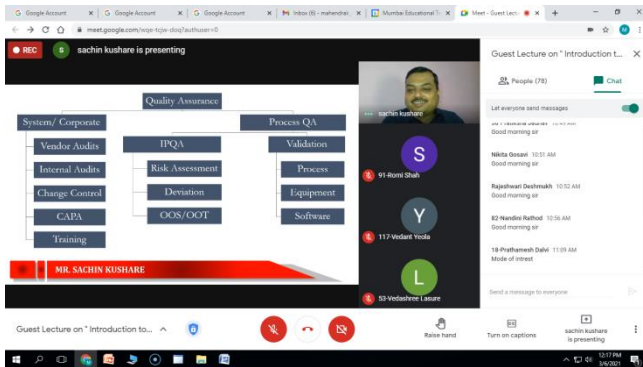 Google Account
Google Account
Google Account
Inbox (6) - mahendrai
Mumbai Educational T
Meet - Guest Lect
meet.google.com/wqe-tcjw-doq?authuser=0
REC
S
sachin kushare is presenting
Quality Assurance
System/ Corporate
Process QA
Vendor Audits
Internal Audits
Change Control
CAPA
Training
IPQA
Risk Assessment
Deviation
OOS/OOT
Validation
Process
Equipment
Software
MR. SACHIN KUSHARE
sachin kushare
S
91-Romi Shah
Y
117-Vedant Yeola
L
53-Vedashree Lasure
Guest Lecture on " Introduction t...
People (78)
Chat
Let everyone send messages
Good morning sir
Nikita Gosavi 10:51 AM
Good morning sir
Rajeshwari Deshmukh 10:52 AM
Good morning sir
82-Nandini Rathod 10:56 AM
Good morning sir
18-Prathamesh Dalvi 11:09 AM
Mode of intrest
Send a message to everyone
Guest Lecture on " Introduction to...
Raise hand
Turn on captions
sachin kushare
is presenting
12:17 PM
3/6/2021